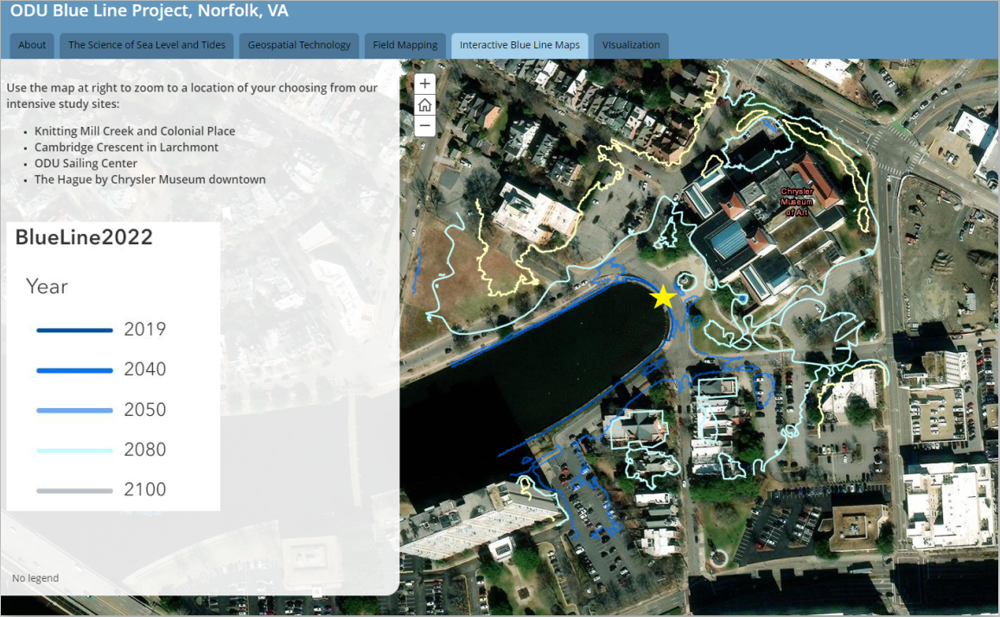 ODU Blue Line Project, Norfolk, VA
About
The Science of Sea Level and Tides
Geospatial Technology
Field Mapping
Interactive Blue Line Maps
VIsualization
Use the map at right to zoom to a location of your choosing from our
intensive study sites:
Knitting Mill Creek and Colonial Place
Cambridge Crescent in Larchmont
ODU Sailing Center
The Hague by Chrysler Museum downtown
BlueLine2022
Year
2019
2040
2050
2080
2100
The Hague
No legend
+
−
Chrysler
Museum
of Art